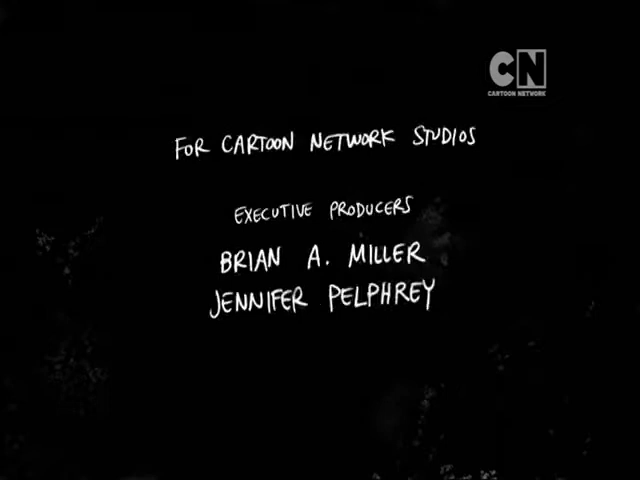 CN
CARTOON NETWORK
FOR CARTOON NETWORK STUDIOS
EXECUTIVE PRODUCERS
BRIAN A. MILLER
JENNIFER PELPHREY